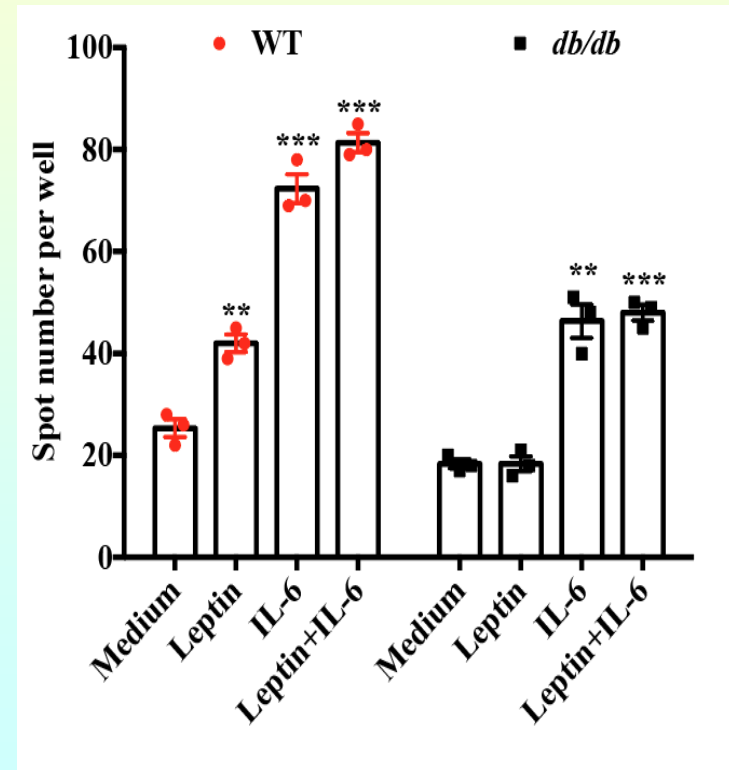 WT
db/db
Spot number per well
100
80
60
40
20
0
***
***
**
**
***
Medium
Leptin
IL-6
Leptin+IL-6
Medium
Leptin
IL-6
Leptin+IL-6